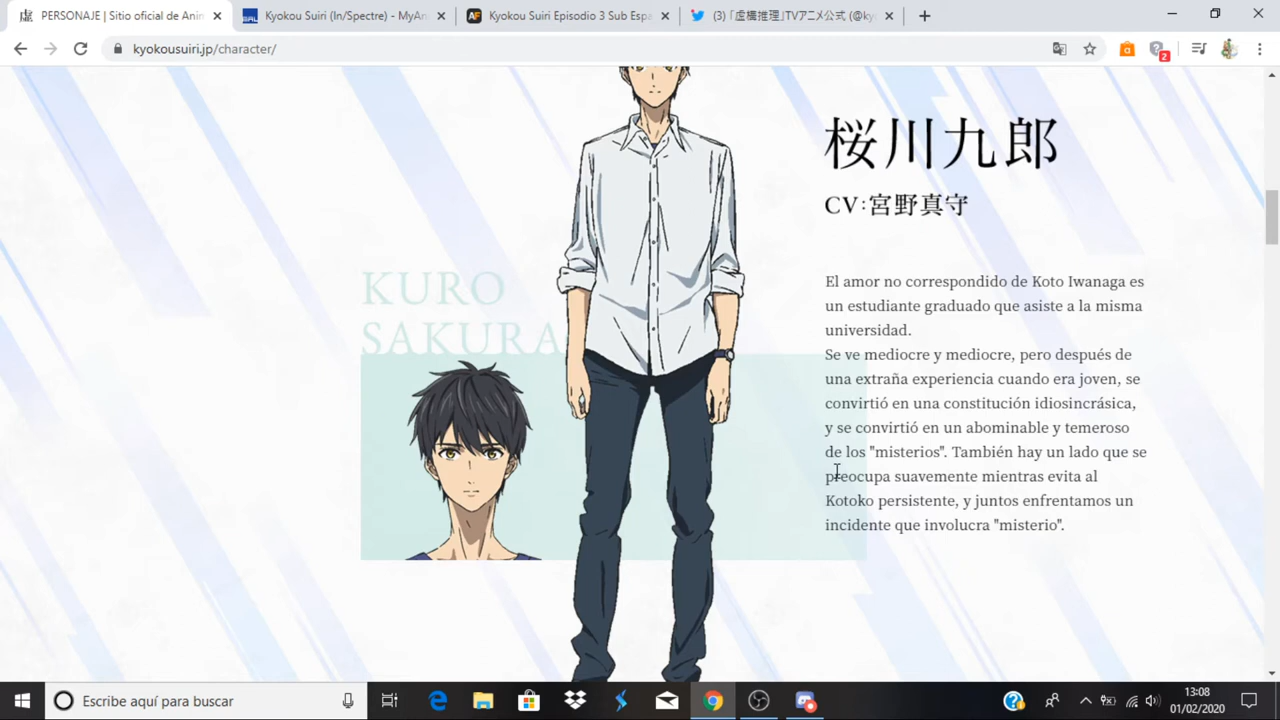 PERSONAJE | Sitio oficial de Anim
Kyokou Suiri (In/Spectre) - MyAn
Kyokou Suiri Episodio 3 Sub Espa
(3) 「虚構推理」TVアニメ公式 (@kyo
kyokousuiri.jp/character/
2
桜川九郎
CV:宮野真守
KURO
SAKURA
El amor no correspondido de Koto Iwanaga es
un estudiante graduado que asiste a la misma
universidad.
Se ve mediocre y mediocre, pero después de
una extraña experiencia cuando era joven, se
convirtió en una constitución idiosincrásica,
y se convirtió en un abominable y temeroso
de los "misterios". También hay un lado que se
preocupa suavemente mientras evita al
Kotoko persistente, y juntos enfrentamos un
incidente que involucra "misterio".
Escribe aquí para buscar
13:08
01/02/2020